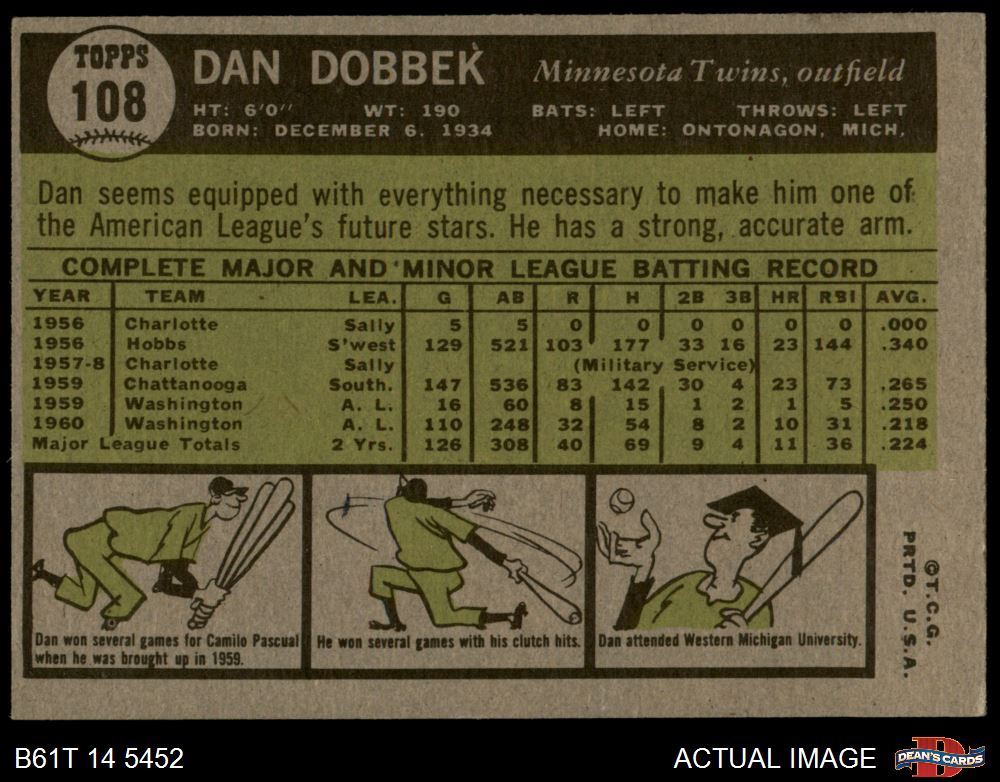 TOPPS
108
DAN DOBBEK
Minnesota Twins, outfield
HT: 6'0" WT: 190 BATS: LEFT THROWS: LEFT
BORN: DECEMBER 6, 1934 HOME: ONTONAGON, MICH.
Dan seems equipped with everything necessary to make him one of
the American League's future stars. He has a strong, accurate arm.
COMPLETE MAJOR AND MINOR LEAGUE BATTING RECORD
YEAR TEAM LEA. G AB R H 2B 3B HR RBI AVG.
1956 Charlotte Sally 5 5 0 0 0 0 0 0 .000
1956 Hobbs S'west 129 521 103 177 33 16 23 144 .340
1957-8 Charlotte Sally (Military Service)
1959 Chattanooga South. 147 536 83 142 30 4 23 73 .265
1959 Washington A. L. 16 60 8 15 1 2 1 5 .250
1960 Washington A. L. 110 248 32 54 8 2 10 31 .218
Major League Totals 2 Yrs. 126 308 40 69 9 4 11 36 .224
Dan won several games for Camilo Pascual
when he was brought up in 1959.
He won several games with his clutch hits.
Dan attended Western Michigan University.
©T.C.G.
PRTD. U.S.A.
B61T 14 5452
ACTUAL IMAGE
D
DEAN'S CARDS